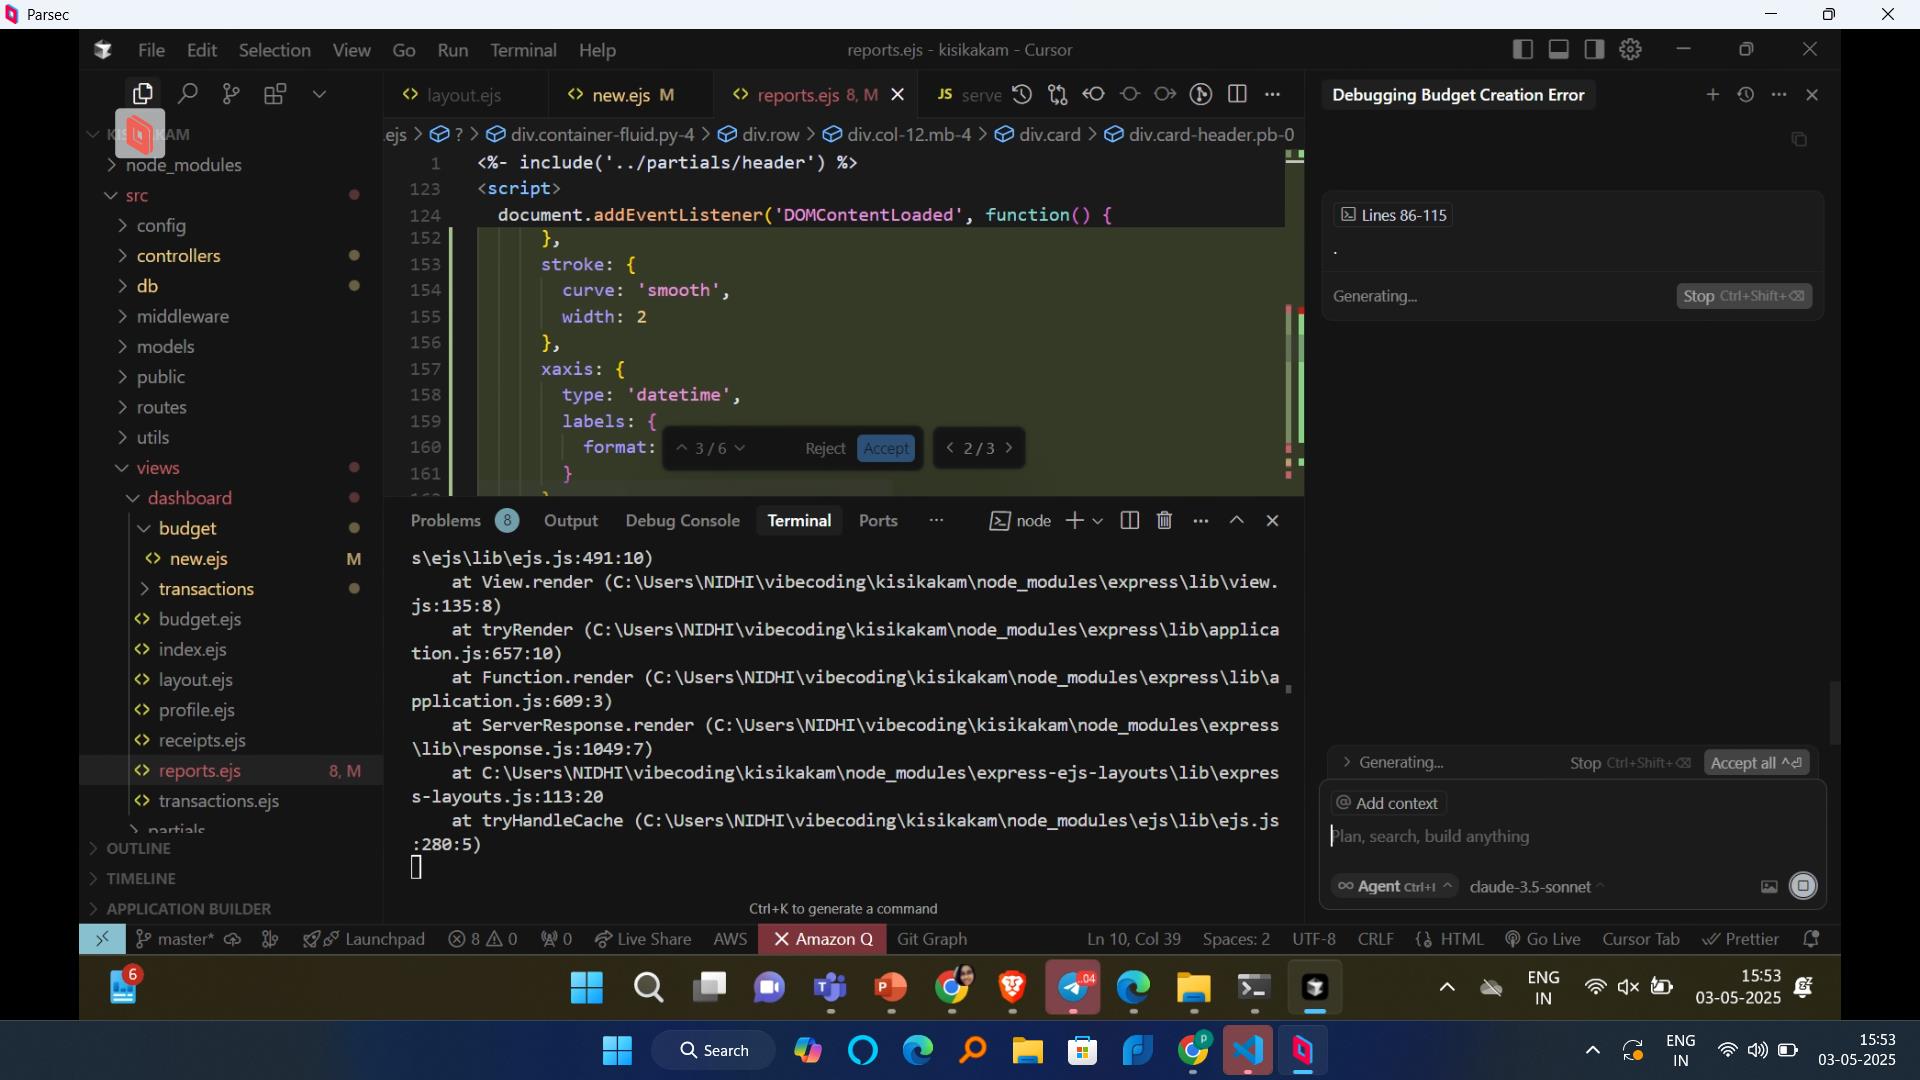 Parsec
File Edit Selection View Go Run Terminal Help
reports.ejs - kisikakam - Cursor
layout.ejs
new.ejs M
reports.ejs 8, M
JS serve
Debugging Budget Creation Error
KISIKAKAM
node_modules
src
config
controllers
db
middleware
models
public
routes
utils
views
dashboard
budget
new.ejs M
transactions
budget.ejs
index.ejs
layout.ejs
profile.ejs
receipts.ejs
reports.ejs 8, M
transactions.ejs
partials
OUTLINE
TIMELINE
APPLICATION BUILDER
.ejs > ? > div.container-fluid.py-4 > div.row > div.col-12.mb-4 > div.card > div.card-header.pb-0
1 <%- include('../partials/header') %>
123 <script>
124 document.addEventListener('DOMContentLoaded', function() {
152 },
153 stroke: {
154 curve: 'smooth',
155 width: 2
156 },
157 xaxis: {
158 type: 'datetime',
159 labels: {
160 format:
3 / 6 Reject Accept
< 2 / 3 >
161 }
Problems 8 Output Debug Console Terminal Ports ··· node
s\ejs\lib\ejs.js:491:10)
at View.render (C:\Users\NIDHI\vibecoding\kisikakam\node_modules\express\lib\view.
js:135:8)
at tryRender (C:\Users\NIDHI\vibecoding\kisikakam\node_modules\express\lib\applica
tion.js:657:10)
at Function.render (C:\Users\NIDHI\vibecoding\kisikakam\node_modules\express\lib\a
pplication.js:609:3)
at ServerResponse.render (C:\Users\NIDHI\vibecoding\kisikakam\node_modules\express
\lib\response.js:1049:7)
at C:\Users\NIDHI\vibecoding\kisikakam\node_modules\express-ejs-layouts\lib\expres
s-layouts.js:113:20
at tryHandleCache (C:\Users\NIDHI\vibecoding\kisikakam\node_modules\ejs\lib\ejs.js
:280:5)
Ctrl+K to generate a command
Lines 86-115
.
Generating...
Stop Ctrl+Shift+⌫
> Generating... Stop Ctrl+Shift+⌫ Accept all ^⏎
@ Add context
Plan, search, build anything
∞ Agent Ctrl+I ^ claude-3.5-sonnet ^
master* Launchpad 8 0 0 Live Share AWS Amazon Q Git Graph Ln 10, Col 39 Spaces: 2 UTF-8 CRLF {} HTML Go Live Cursor Tab Prettier
6
..04
ENG
IN
15:53
03-05-2025
Search
P
ENG
IN
15:53
03-05-2025